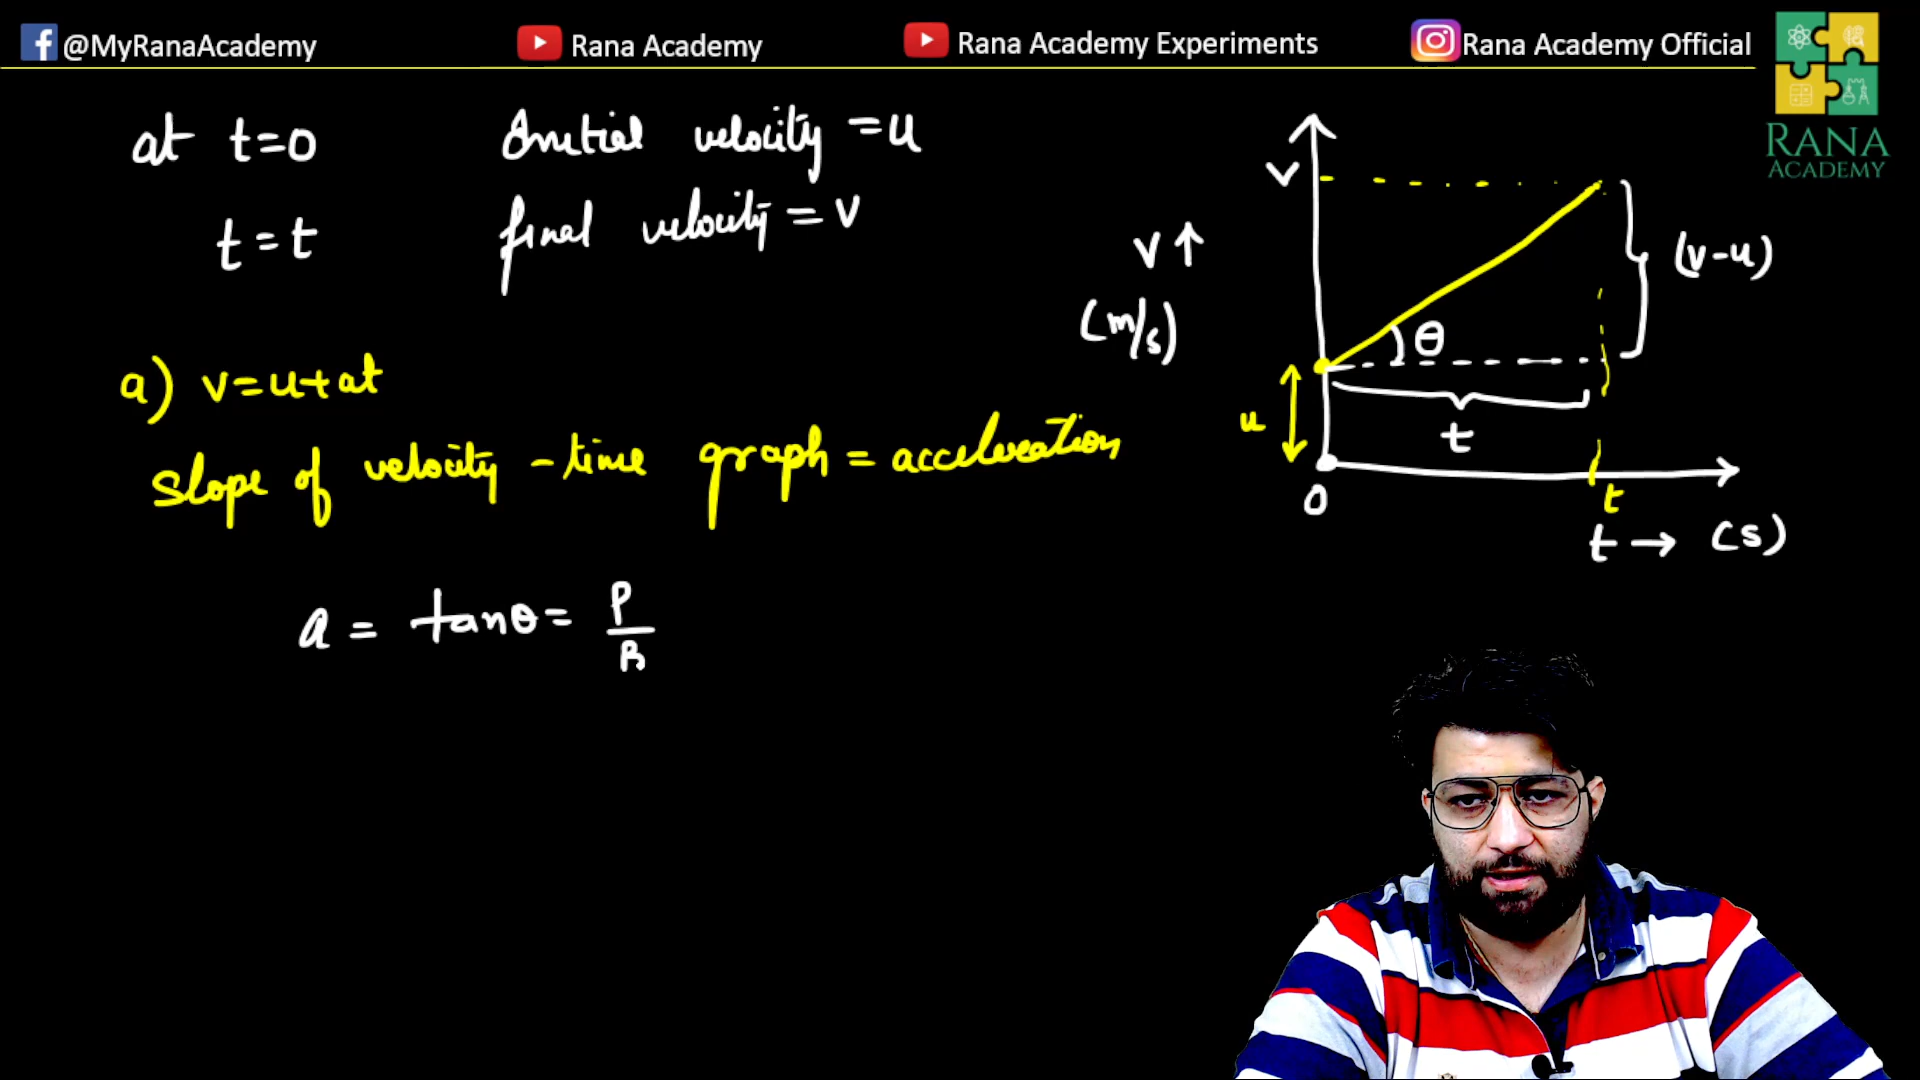 @MyRanaAcademy Rana Academy Rana Academy Experiments Rana Academy Official
RANA
ACADEMY
at t=0 Initial velocity = u
t=t final velocity = v
a) v=u+at
slope of velocity-time graph = acceleration
a = tanθ = P/B
v
v ↑
(m/s)
(v-u)
θ
u
t
0
t
t → (s)